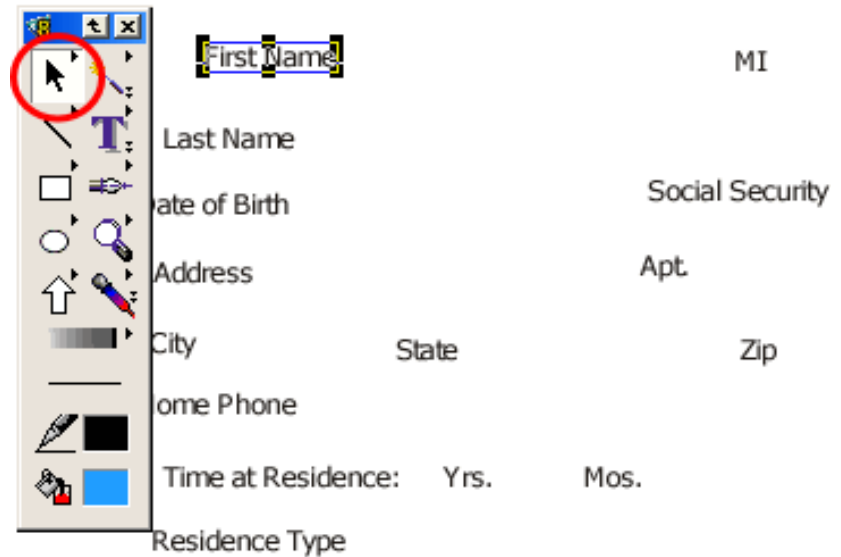 First Name MI
Last Name
ate of Birth Social Security
Address Apt.
City State Zip
ome Phone
Time at Residence: Yrs. Mos.
Residence Type